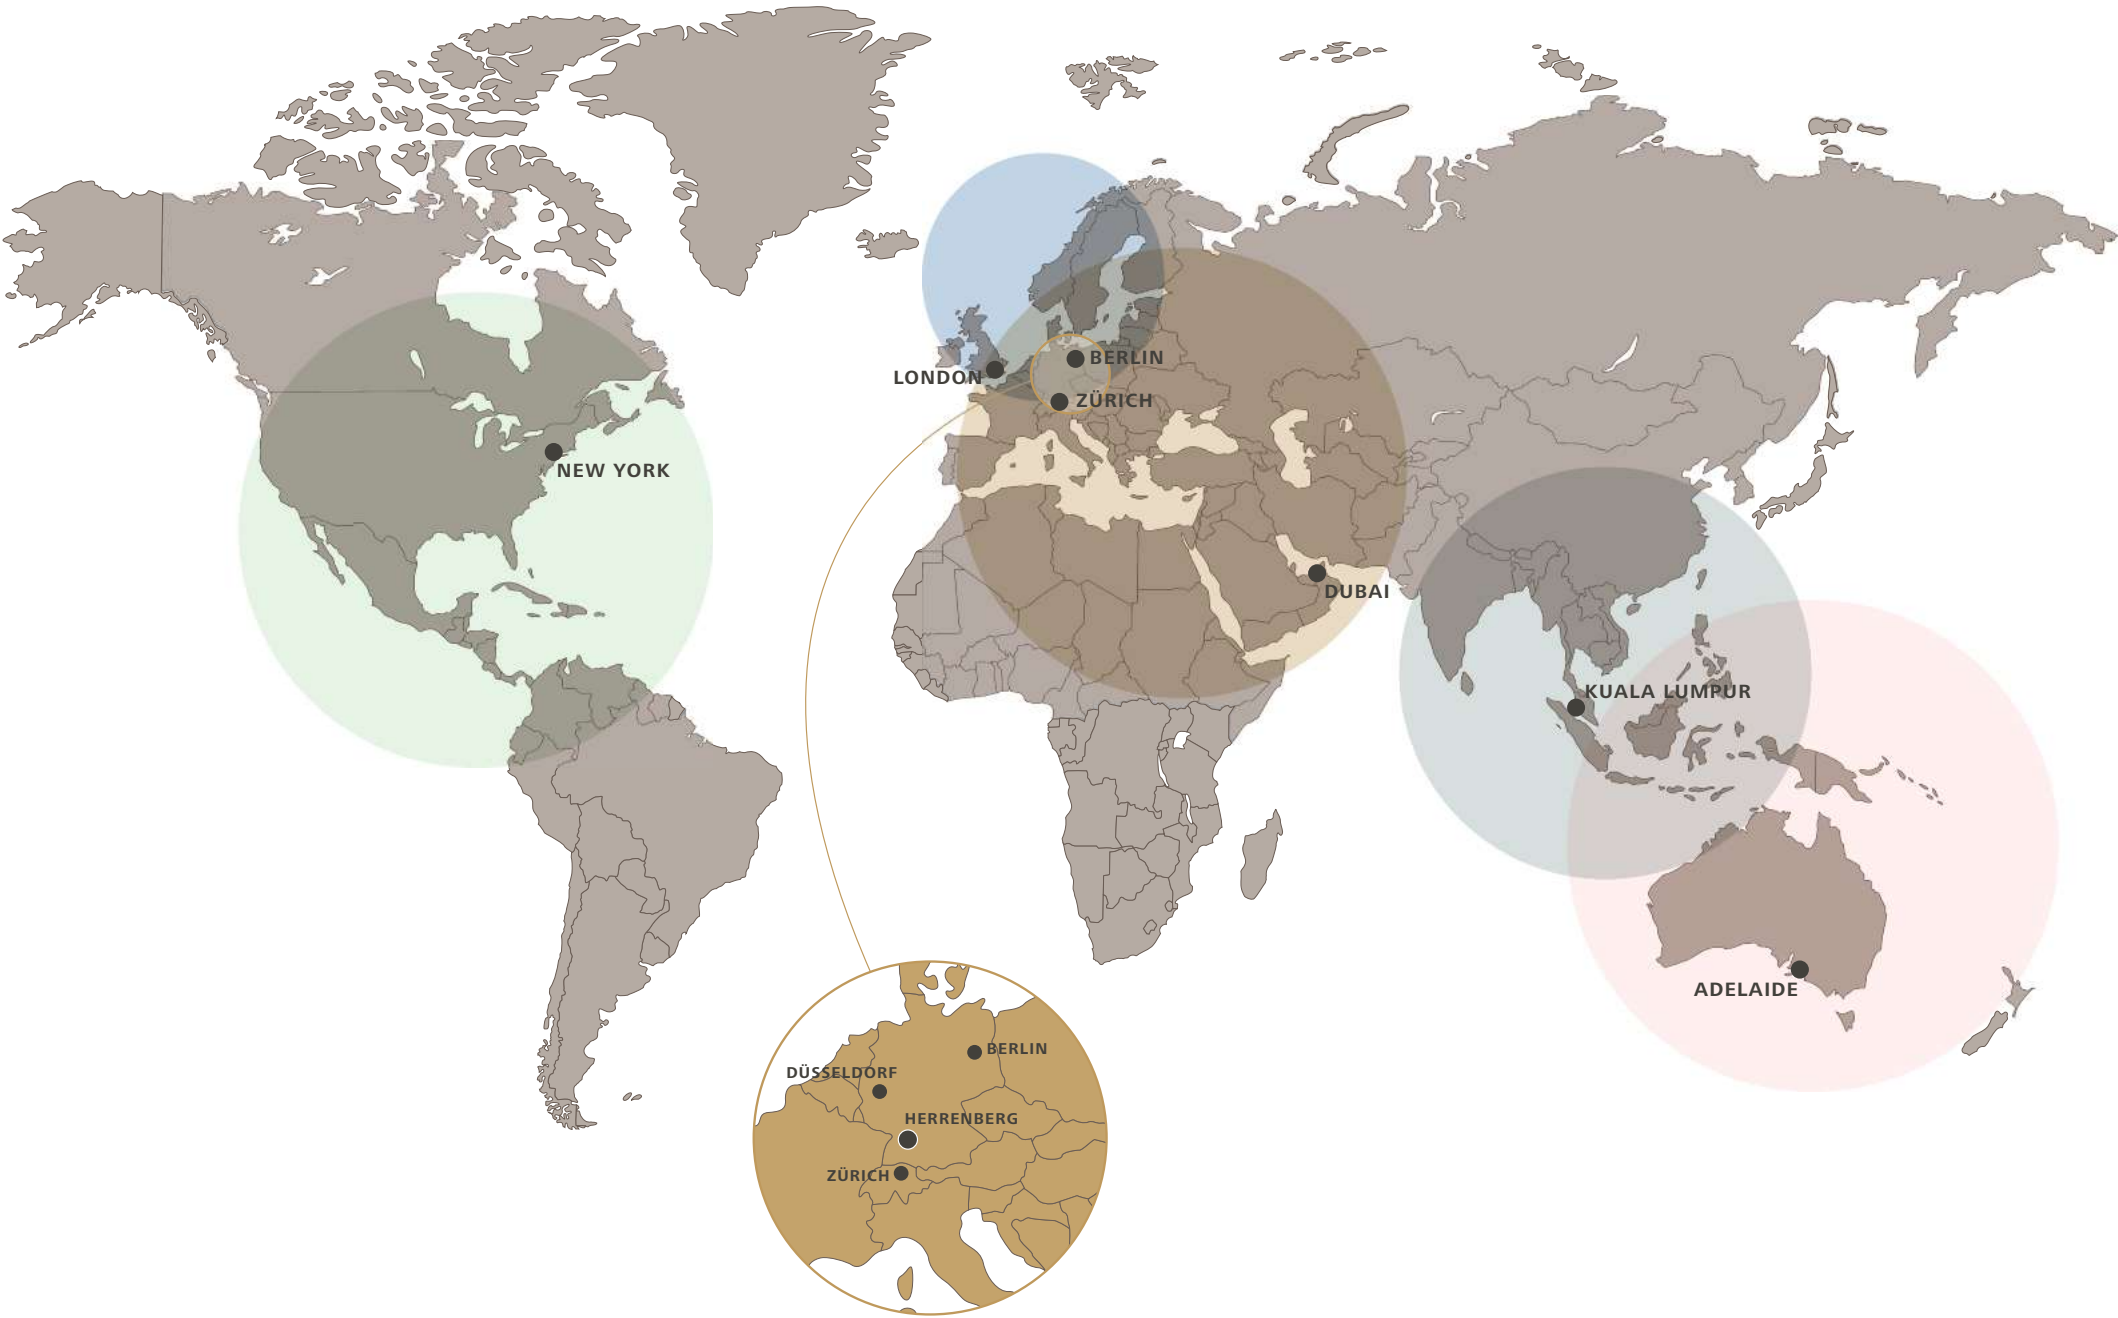 BERLIN
LONDON
ZÜRICH
NEW YORK
DUBAI
KUALA LUMPUR
ADELAIDE
BERLIN
DÜSSELDORF
HERRENBERG
ZÜRICH